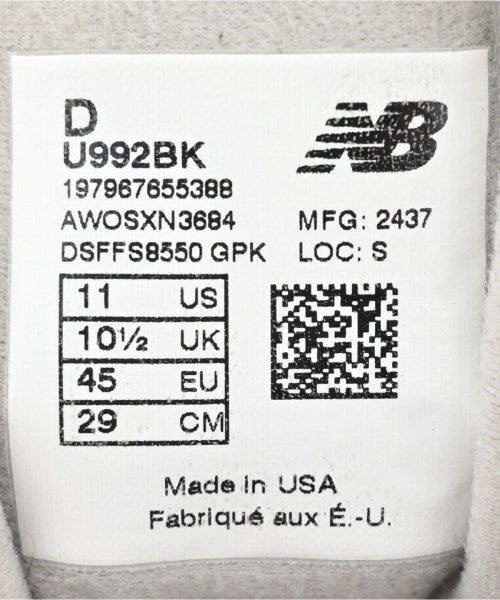 D
U992BK
197967655388
AWOSXN3684
MFG: 2437
DSFFS8550 GPK
LOC: S
11 US
10½ UK
45 EU
29 CM
NB
Made in USA
Fabriqué aux É.-U.